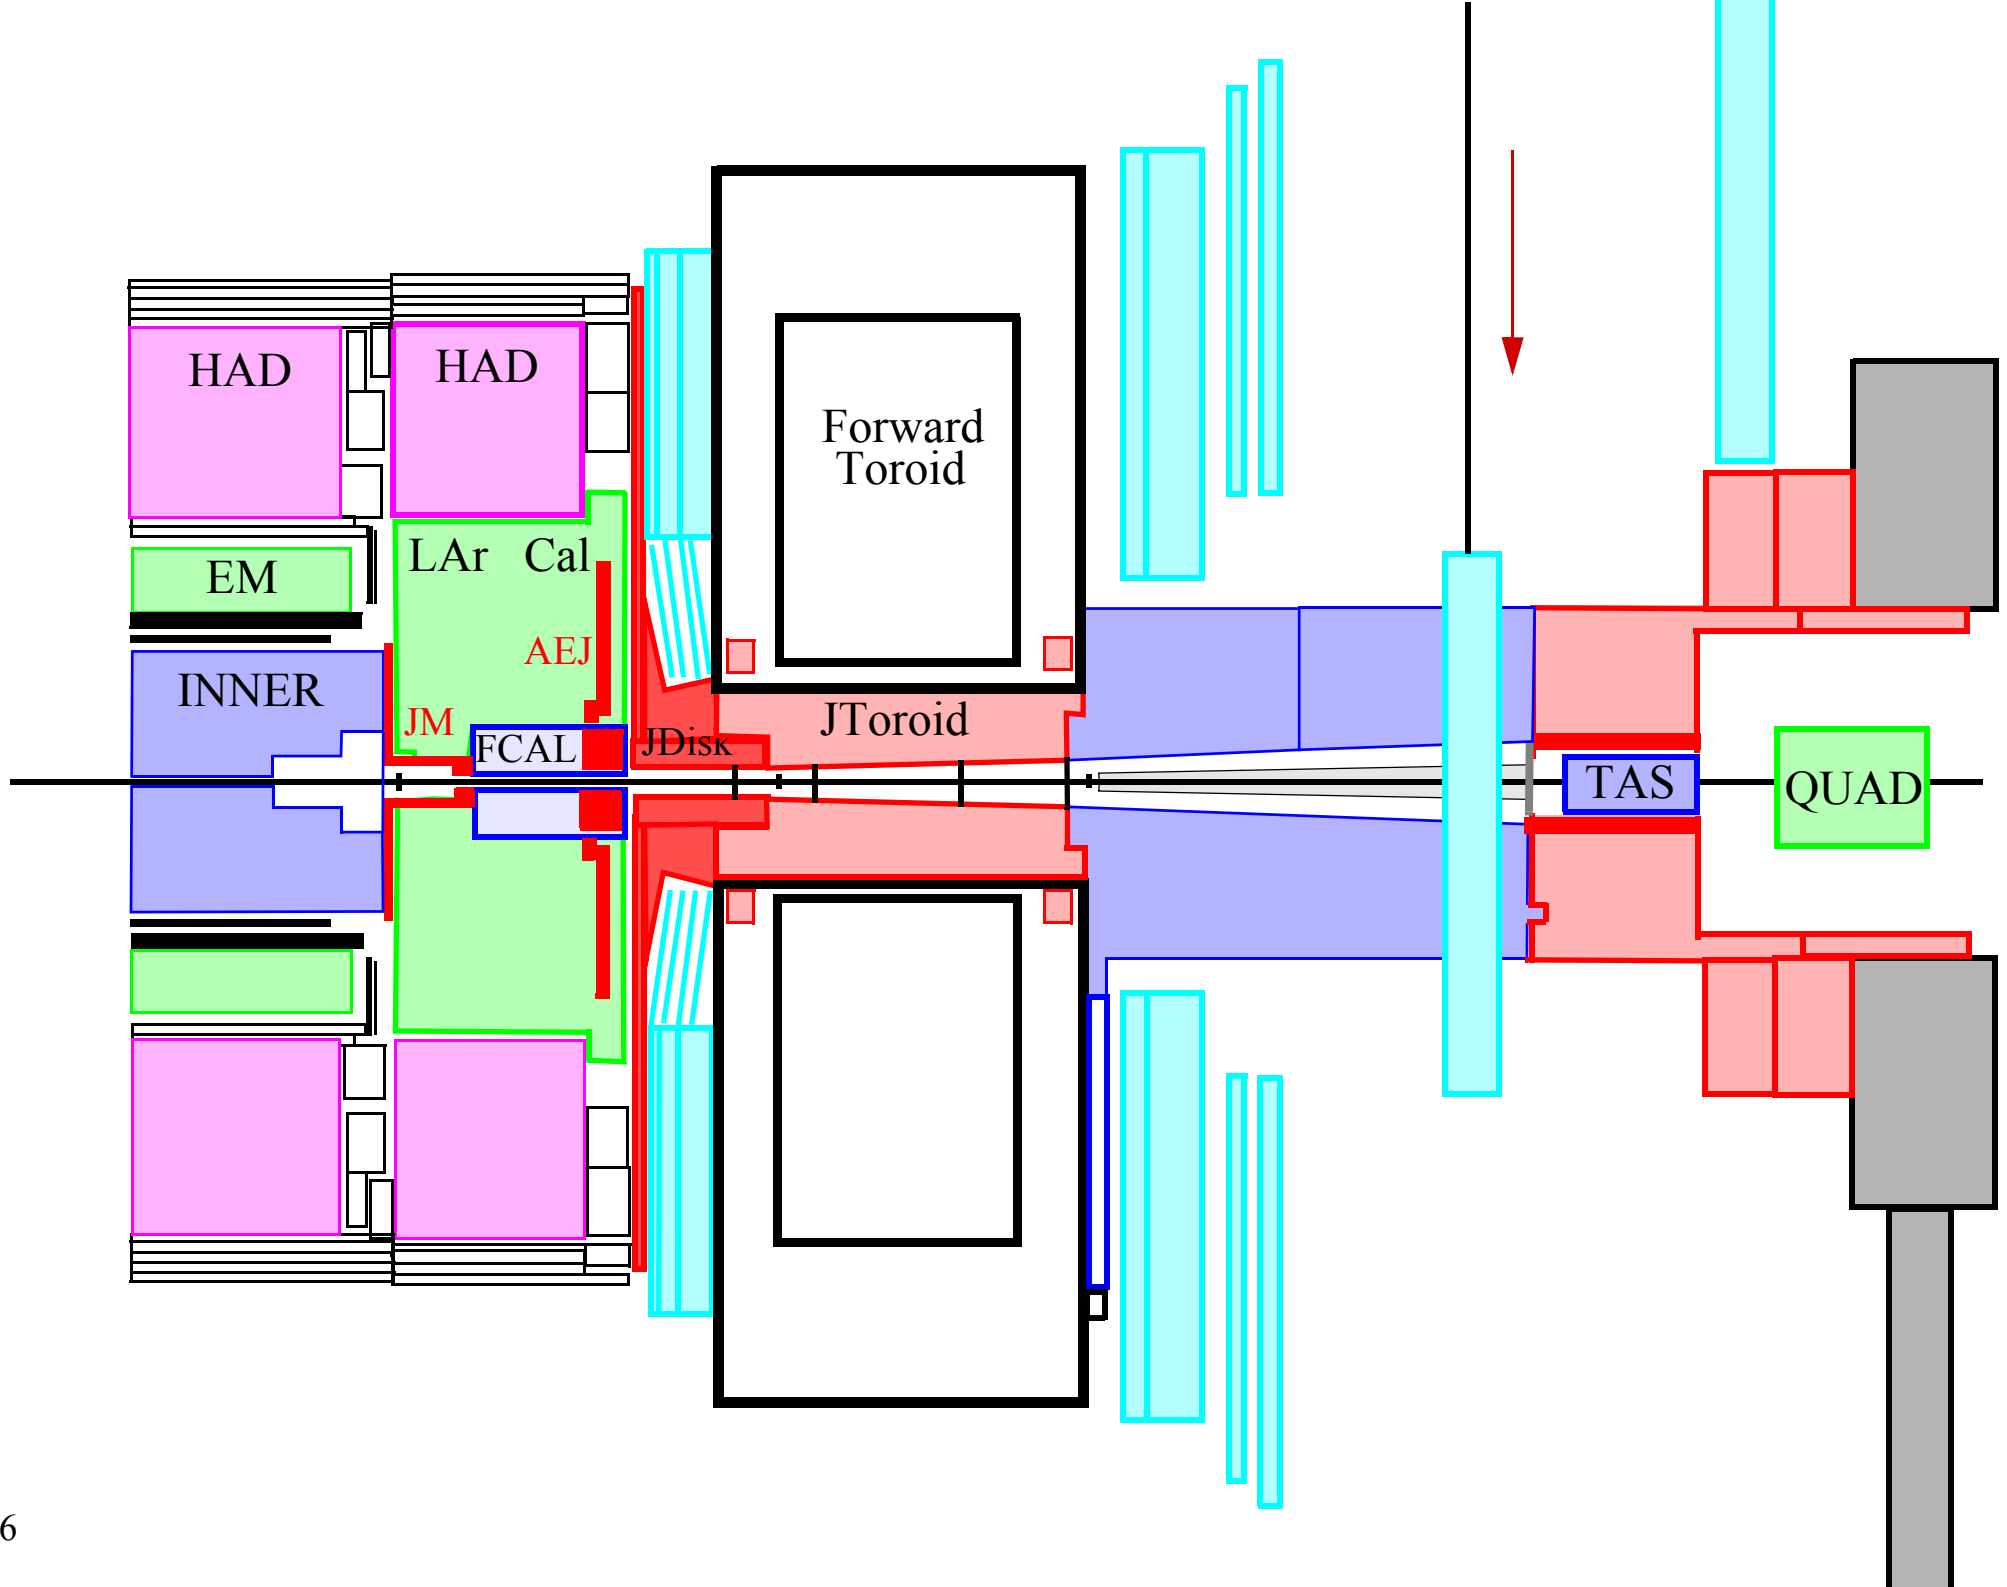 HAD
HAD
Forward
Toroid
LAr Cal
EM
AEJ
INNER
JM
FCAL
JDisk
JToroid
TAS
QUAD
6